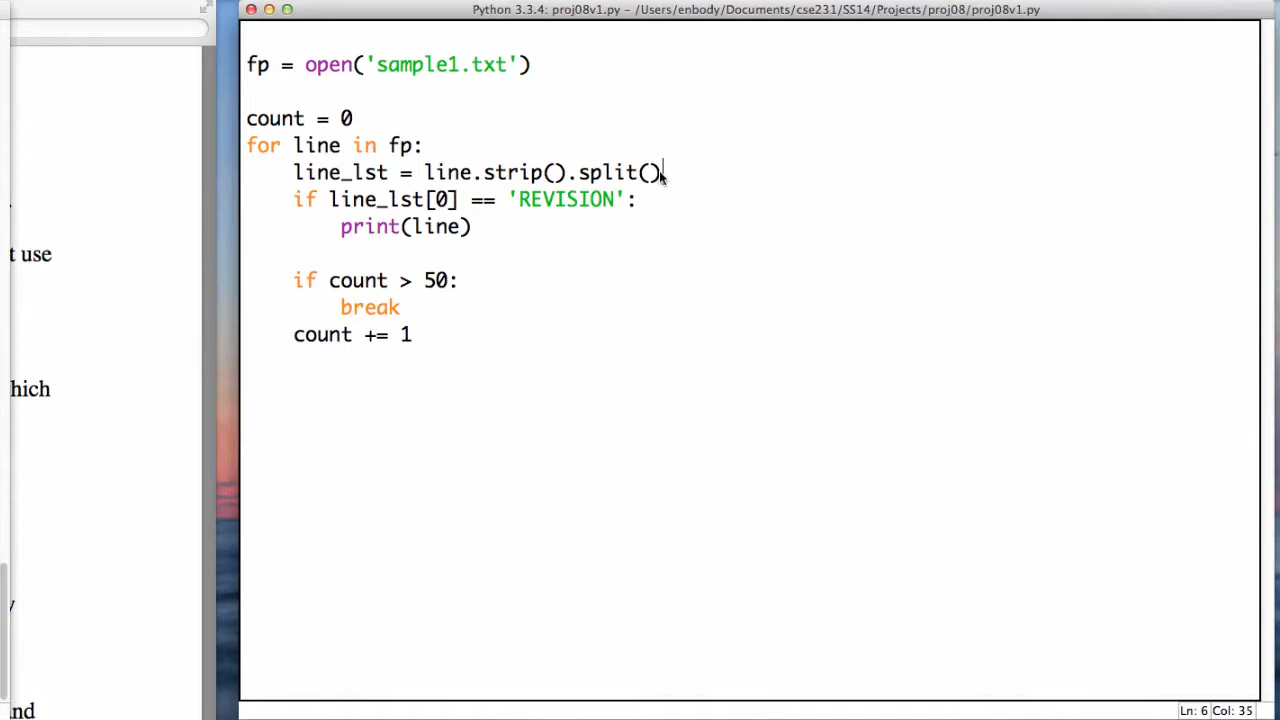 Python 3.3.4: proj08v1.py – /Users/enbody/Documents/cse231/SS14/Projects/proj08/proj08v1.py
fp = open('sample1.txt')
count = 0
for line in fp:
    line_lst = line.strip().split()
    if line_lst[0] == 'REVISION':
        print(line)
    if count > 50:
        break
    count += 1
t use
hich
nd
Ln: 6 Col: 35